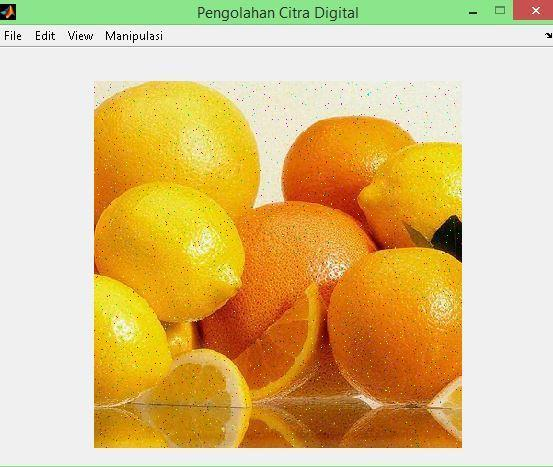 Pengolahan Citra Digital
File Edit View Manipulasi